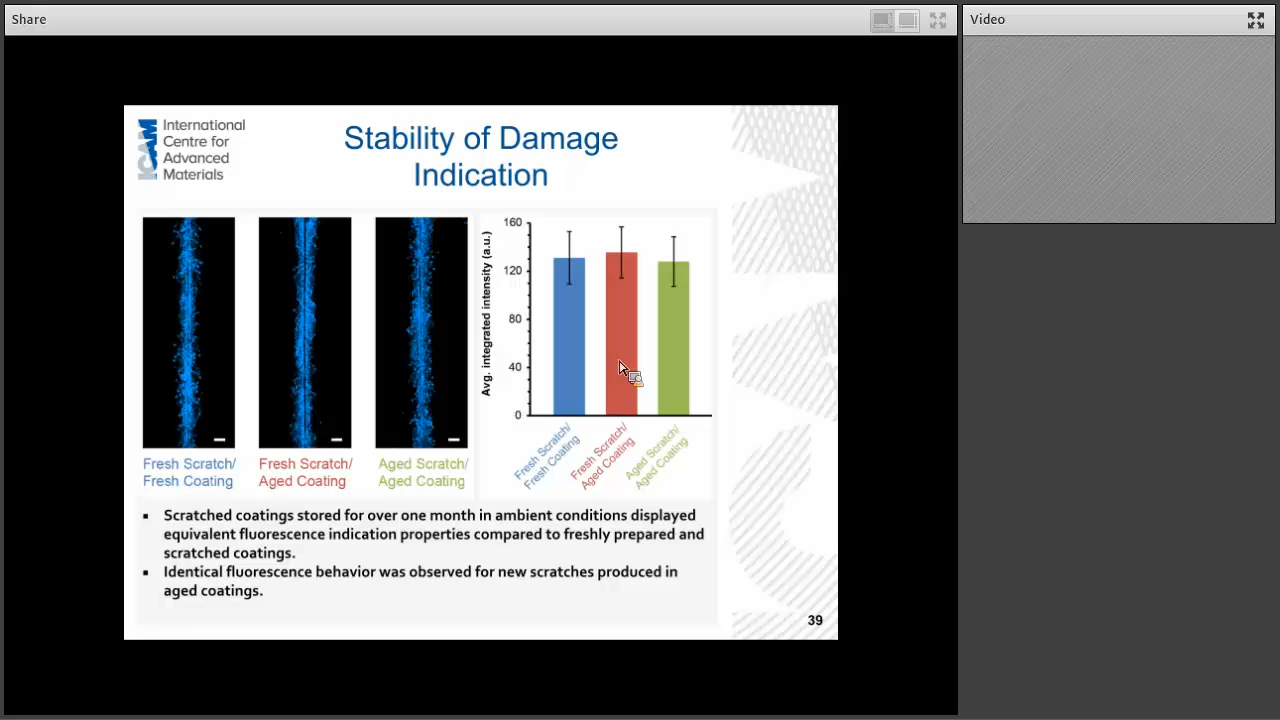 Share
Video
ICAM
International
Centre for
Advanced
Materials
Stability of Damage
Indication
Fresh Scratch/
Fresh Coating
Fresh Scratch/
Aged Coating
Aged Scratch/
Aged Coating
Avg. integrated intensity (a.u.)
160
120
80
40
0
Fresh Scratch/
Fresh Coating
Fresh Scratch/
Aged Coating
Aged Scratch/
Aged Coating
▪ Scratched coatings stored for over one month in ambient conditions displayed
equivalent fluorescence indication properties compared to freshly prepared and
scratched coatings.
▪ Identical fluorescence behavior was observed for new scratches produced in
aged coatings.
39